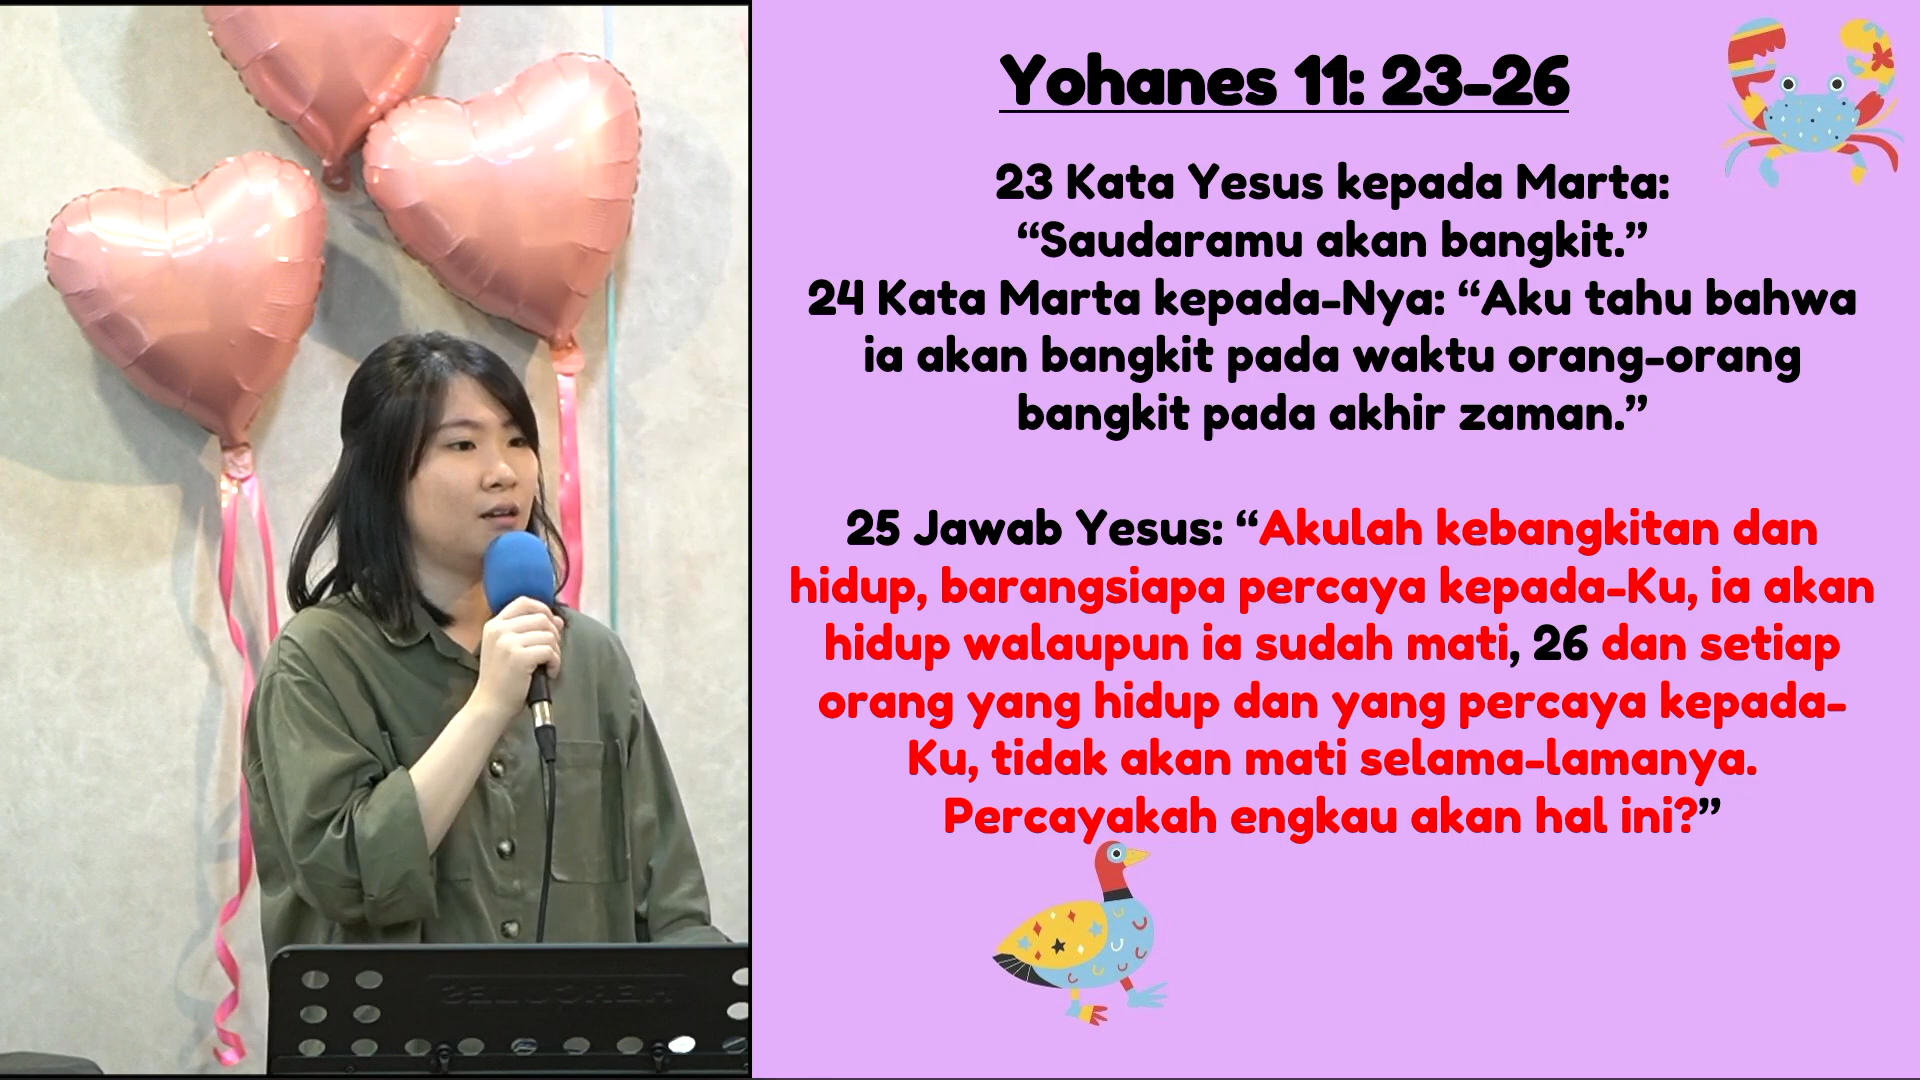 Yohanes 11: 23-26
23 Kata Yesus kepada Marta:
“Saudaramu akan bangkit.”
24 Kata Marta kepada-Nya: “Aku tahu bahwa
ia akan bangkit pada waktu orang-orang
bangkit pada akhir zaman.”
25 Jawab Yesus: “Akulah kebangkitan dan
hidup, barangsiapa percaya kepada-Ku, ia akan
hidup walaupun ia sudah mati, 26 dan setiap
orang yang hidup dan yang percaya kepada-
Ku, tidak akan mati selama-lamanya.
Percayakah engkau akan hal ini?”